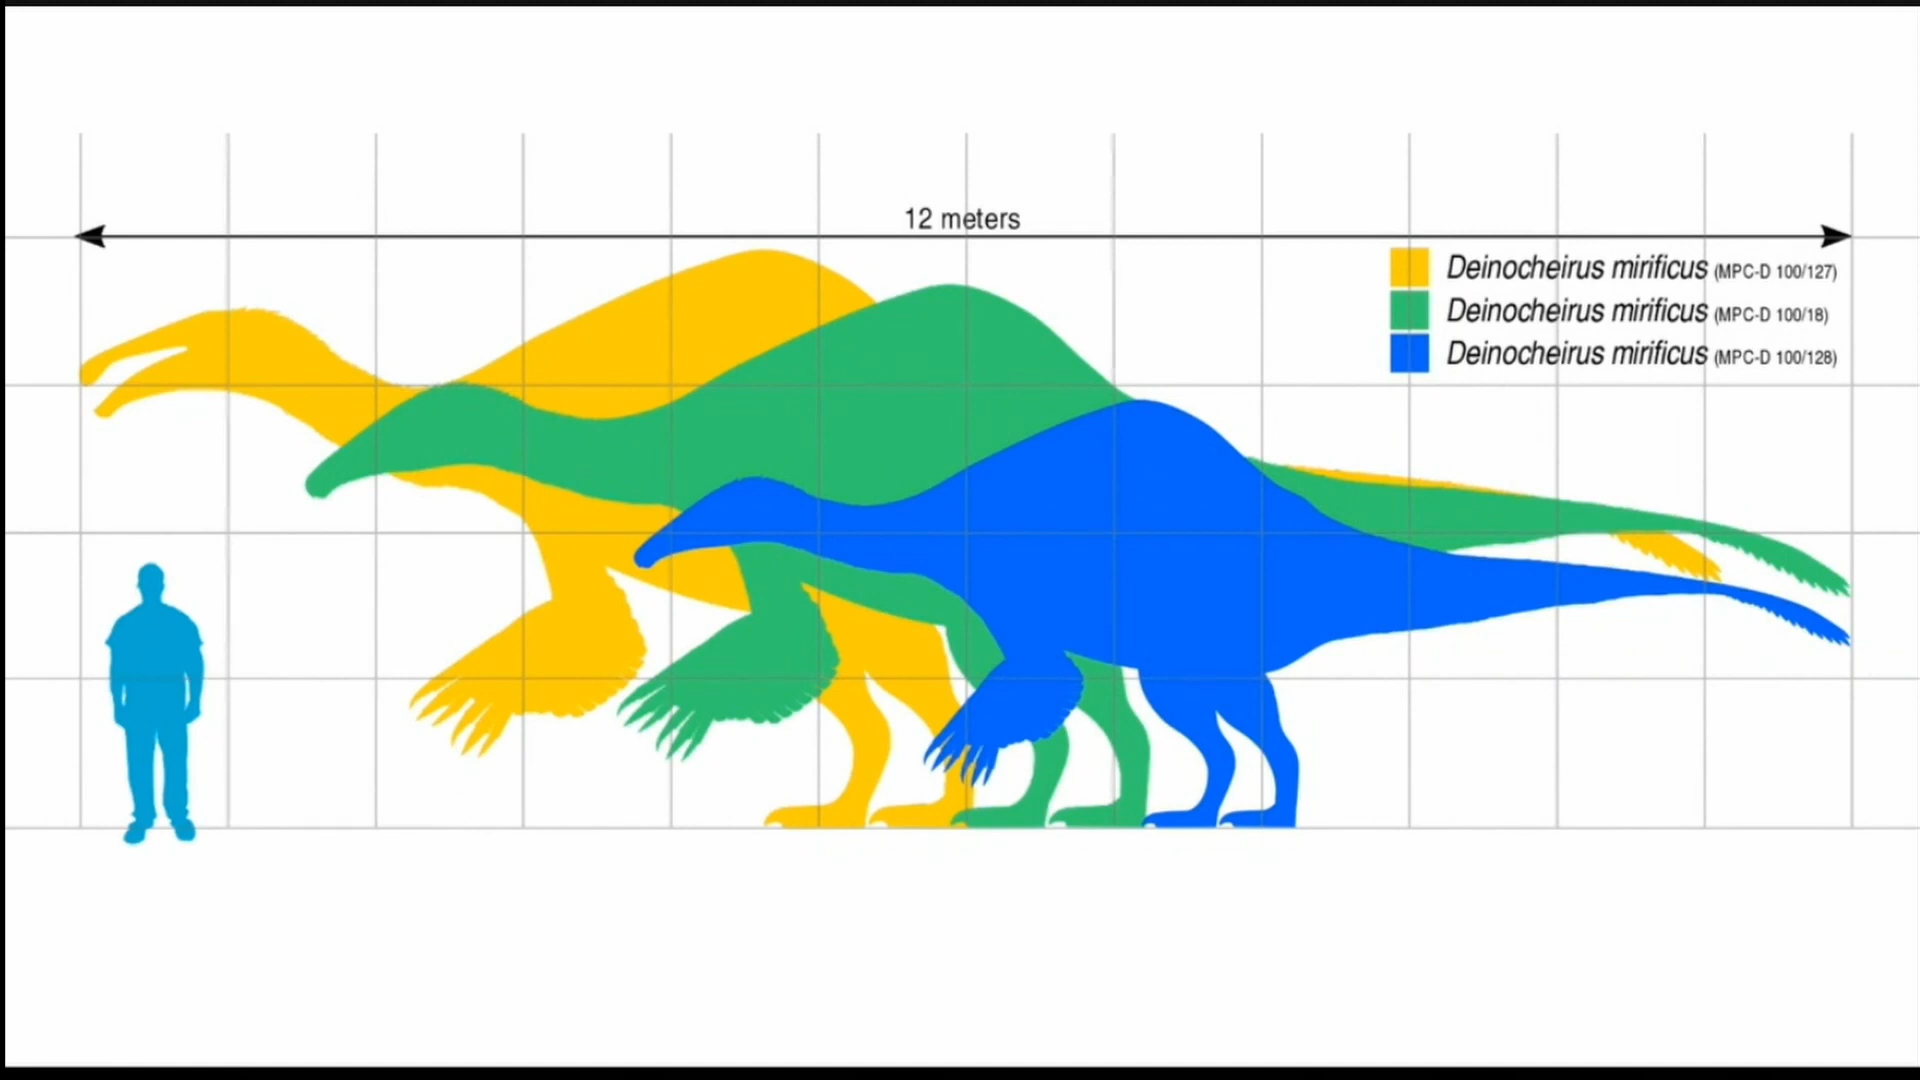 12 meters
Deinocheirus mirificus (MPC-D 100/127)
Deinocheirus mirificus (MPC-D 100/18)
Deinocheirus mirificus (MPC-D 100/128)